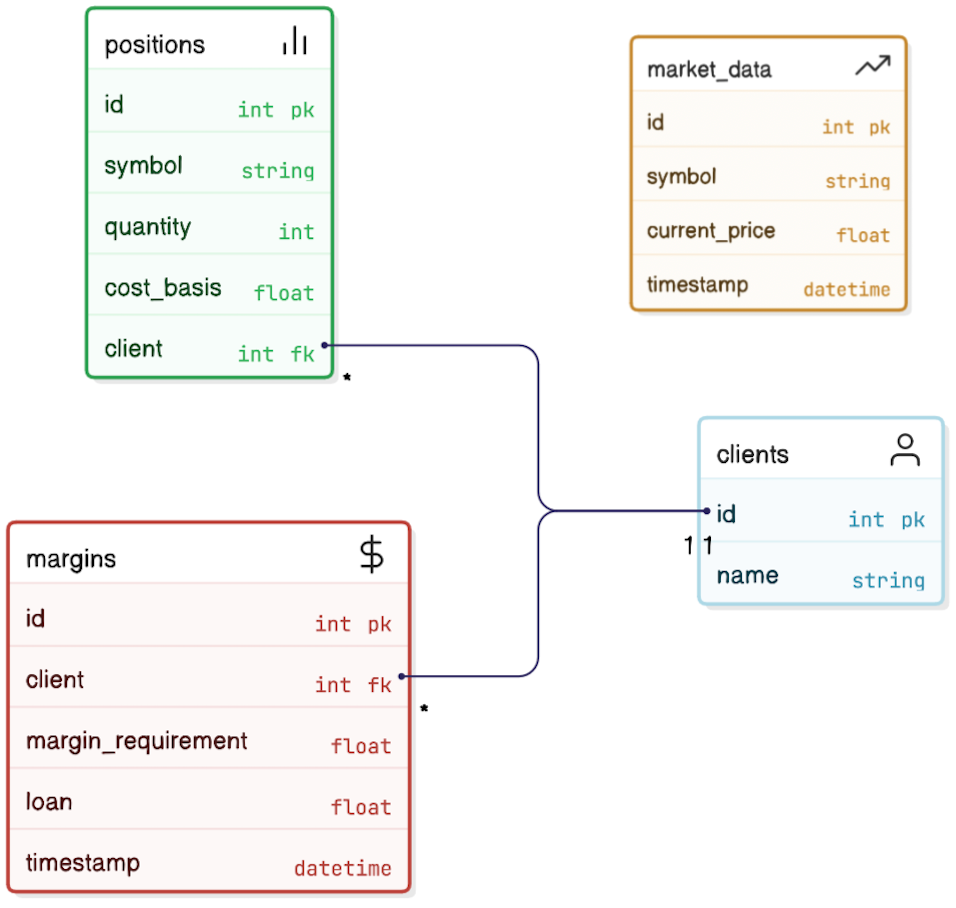 positions
id int pk
symbol string
quantity int
cost_basis float
client int fk
*
market_data
id int pk
symbol string
current_price float
timestamp datetime
clients
id int pk
1 1
name string
margins
id int pk
client int fk
*
margin_requirement float
loan float
timestamp datetime